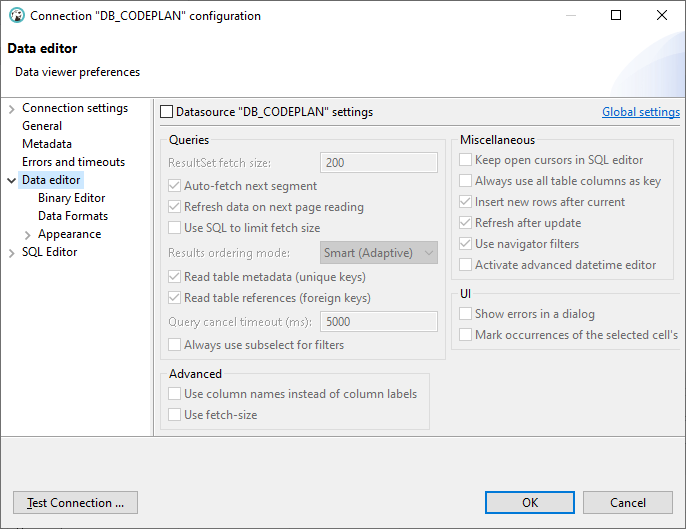 Connection "DB_CODEPLAN" configuration
Data editor
Data viewer preferences
Connection settings
General
Metadata
Errors and timeouts
Data editor
Binary Editor
Data Formats
Appearance
SQL Editor
Datasource "DB_CODEPLAN" settings
Global settings
Queries
ResultSet fetch size: 200
Auto-fetch next segment
Refresh data on next page reading
Use SQL to limit fetch size
Results ordering mode: Smart (Adaptive)
Read table metadata (unique keys)
Read table references (foreign keys)
Query cancel timeout (ms): 5000
Always use subselect for filters
Advanced
Use column names instead of column labels
Use fetch-size
Miscellaneous
Keep open cursors in SQL editor
Always use all table columns as key
Insert new rows after current
Refresh after update
Use navigator filters
Activate advanced datetime editor
UI
Show errors in a dialog
Mark occurrences of the selected cell's
Test Connection ...
OK
Cancel